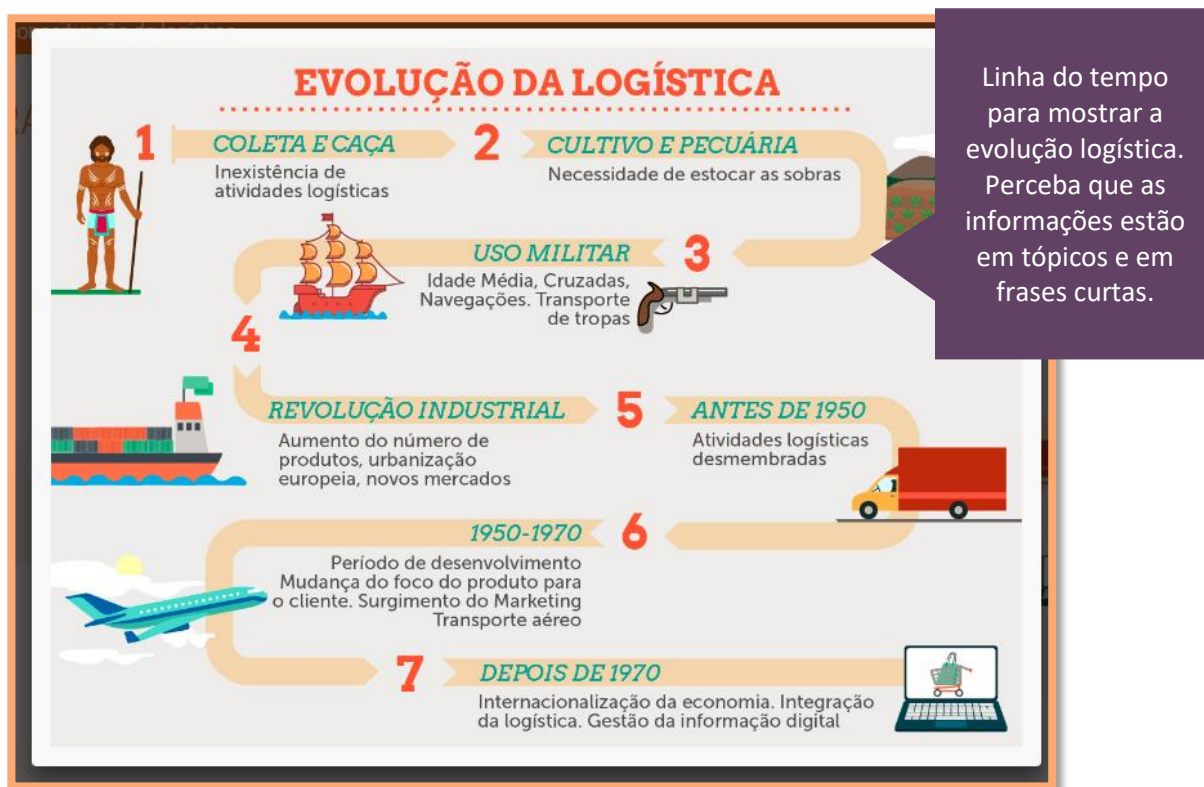 EVOLUÇÃO DA LOGÍSTICA
1
COLETA E CAÇA
Inexistência de
atividades logísticas
2
CULTIVO E PECUÁRIA
Necessidade de estocar as sobras
3
USO MILITAR
Idade Média, Cruzadas,
Navegações. Transporte
de tropas
4
REVOLUÇÃO INDUSTRIAL
Aumento do número de
produtos, urbanização
europeia, novos mercados
5
ANTES DE 1950
Atividades logísticas
desmembradas
6
1950-1970
Período de desenvolvimento
Mudança do foco do produto para
o cliente. Surgimento do Marketing
Transporte aéreo
7
DEPOIS DE 1970
Internacionalização da economia. Integração
da logística. Gestão da informação digital
Linha do tempo
para mostrar a
evolução logística.
Perceba que as
informações estão
em tópicos e em
frases curtas.